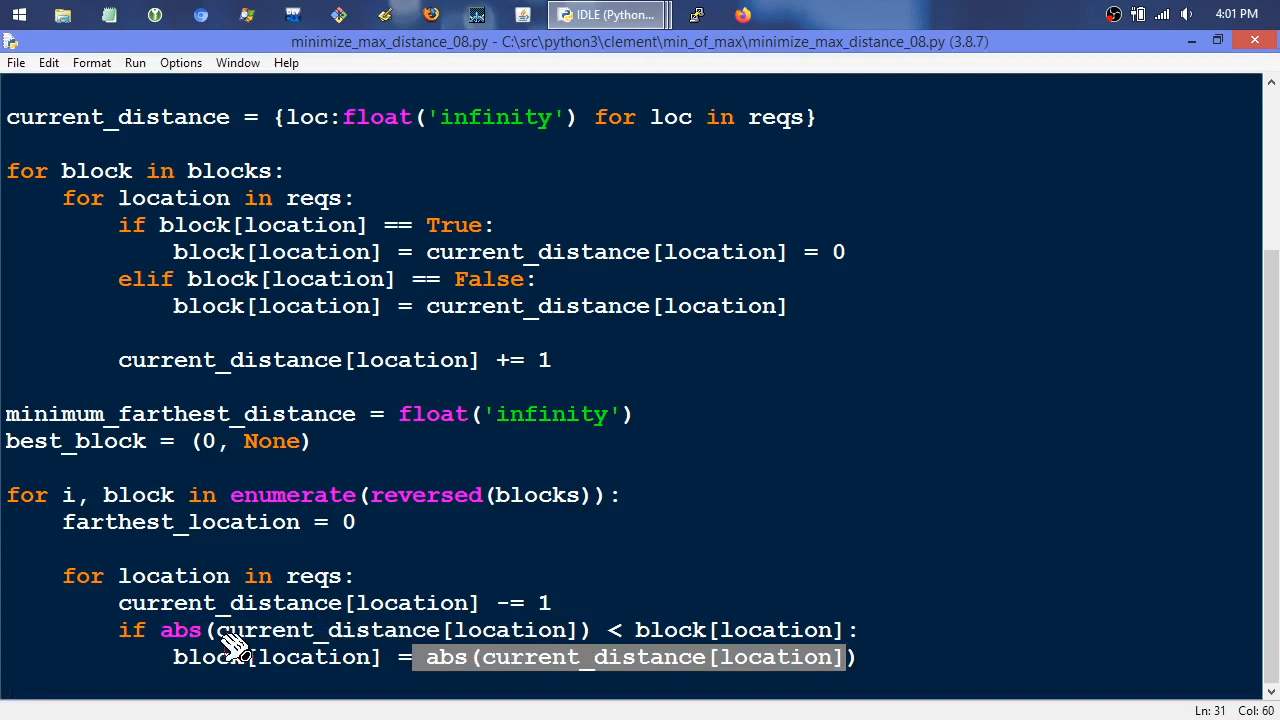 IDLE (Python... 4:01 PM
minimize_max_distance_08.py - C:\src\python3\clement\min_of_max\minimize_max_distance_08.py (3.8.7)
File Edit Format Run Options Window Help
current_distance = {loc:float('infinity') for loc in reqs}
for block in blocks:
    for location in reqs:
        if block[location] == True:
            block[location] = current_distance[location] = 0
        elif block[location] == False:
            block[location] = current_distance[location]
        current_distance[location] += 1
minimum_farthest_distance = float('infinity')
best_block = (0, None)
for i, block in enumerate(reversed(blocks)):
    farthest_location = 0
    for location in reqs:
        current_distance[location] -= 1
        if abs(current_distance[location]) < block[location]:
            block[location] = abs(current_distance[location])
Ln: 31 Col: 60